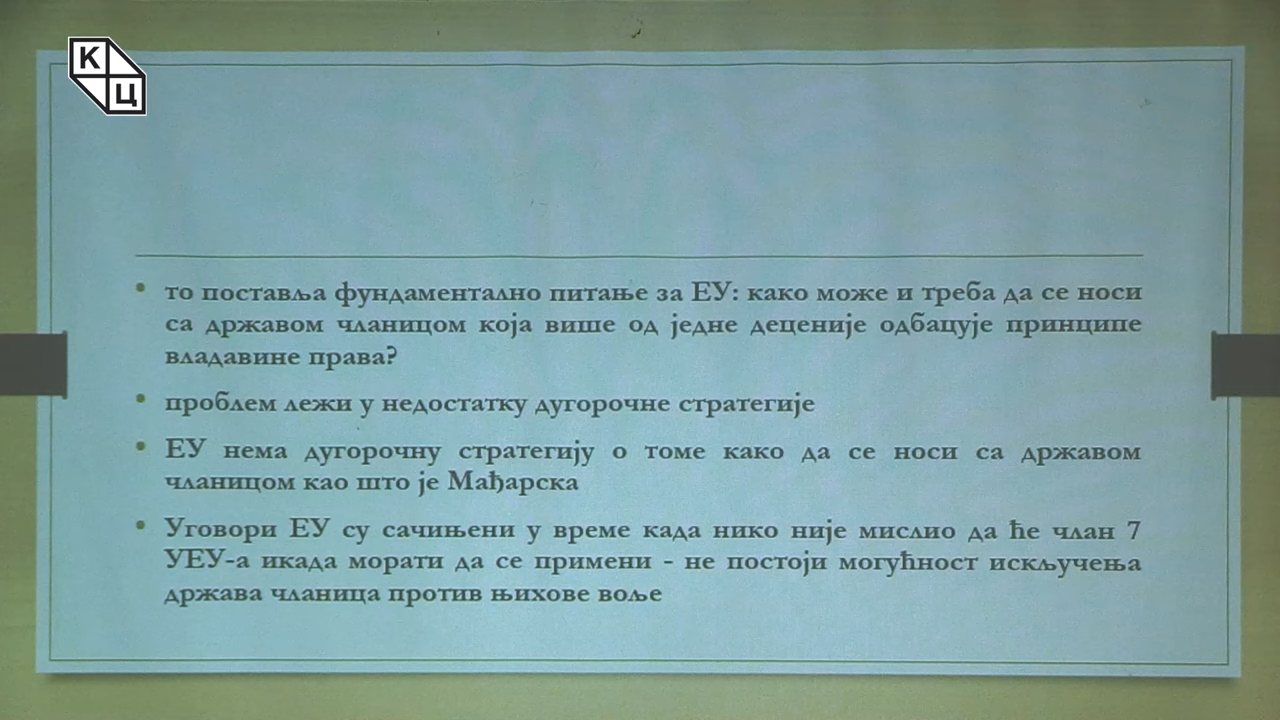 К
Ц
• то поставља фундаментално питање за ЕУ: како може и треба да се носи
са државом чланицом која више од једне деценије одбацује принципе
владавине права?
• проблем лежи у недостатку дугорочне стратегије
• ЕУ нема дугорочну стратегију о томе како да се носи са државом
чланицом као што је Мађарска
• Уговори ЕУ су сачињени у време када нико није мислио да ће члан 7
УЕУ-а икада морати да се примени - не постоји могућност искључења
држава чланица против њихове воље